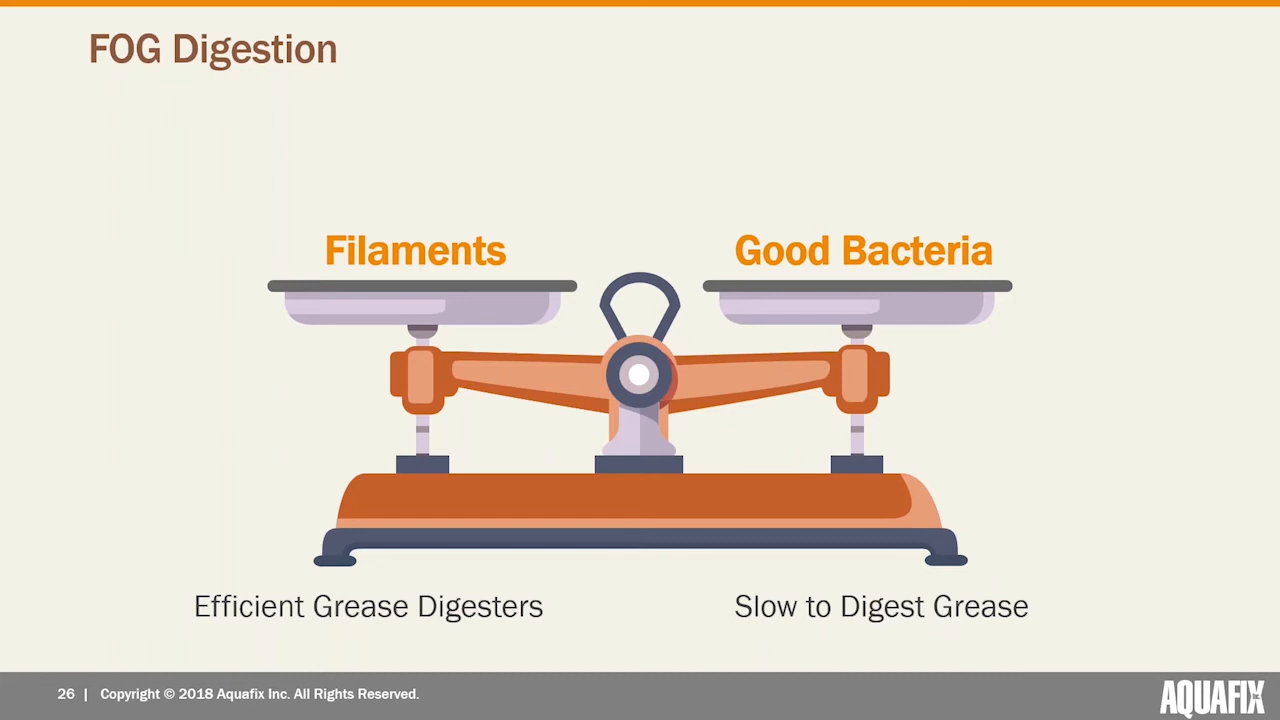 FOG Digestion
Filaments
Good Bacteria
Efficient Grease Digesters
Slow to Digest Grease
26 | Copyright © 2018 Aquafix Inc. All Rights Reserved.
AQUAFIX INC.